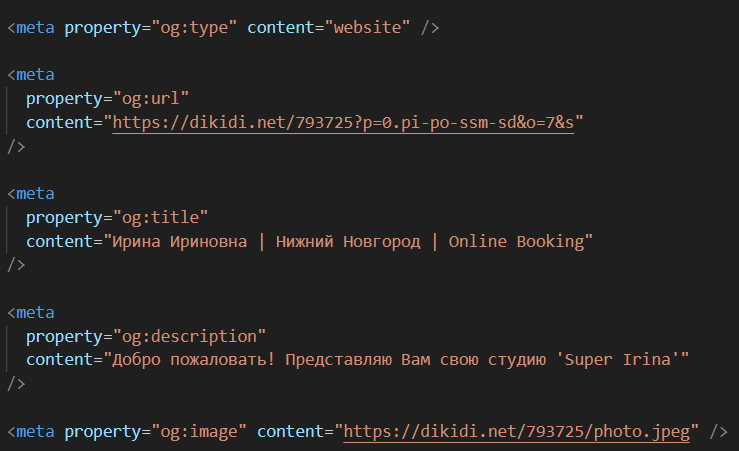 <meta property="og:type" content="website" />
<meta
property="og:url"
content="https://dikidi.net/793725?p=0.pi-po-ssm-sd&o=7&s"
/>
<meta
property="og:title"
content="Ирина Ириновна | Нижний Новгород | Online Booking"
/>
<meta
property="og:description"
content="Добро пожаловать! Представляю Вам свою студию 'Super Irina'"
/>
<meta property="og:image" content="https://dikidi.net/793725/photo.jpeg" />